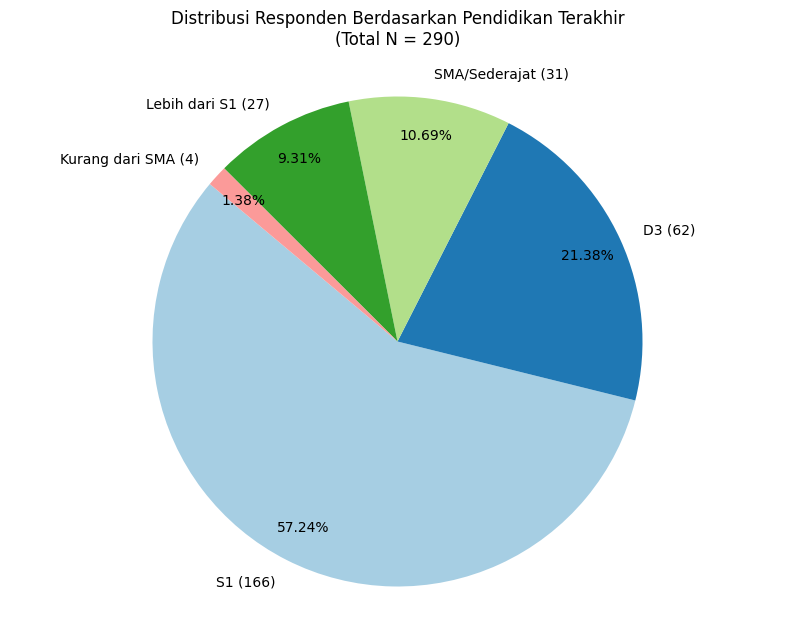 Distribusi Responden Berdasarkan Pendidikan Terakhir
(Total N = 290)
SMA/Sederajat (31)
Lebih dari S1 (27)
10.69%
9.31%
Kurang dari SMA (4)
1.38%
D3 (62)
21.38%
57.24%
S1 (166)